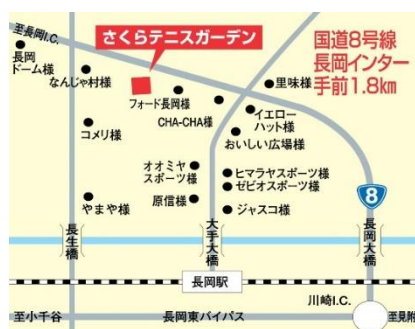 至長岡I.C.
さくらテニスガーデン
国道8号線
長岡インター
手前1.8km
長岡
ドーム様
なんじゃ村様
フォード長岡様
里味様
CHA-CHA様
イエロー
ハット様
コメリ様
おいしい広場様
オオミヤ
スポーツ様
ヒマラヤスポーツ様
ゼビオスポーツ様
やまや様
原信様
ジャスコ様
8
長生橋
大手大橋
長岡大橋
長岡駅
川崎I.C.
至小千谷
長岡東バイパス
至見附